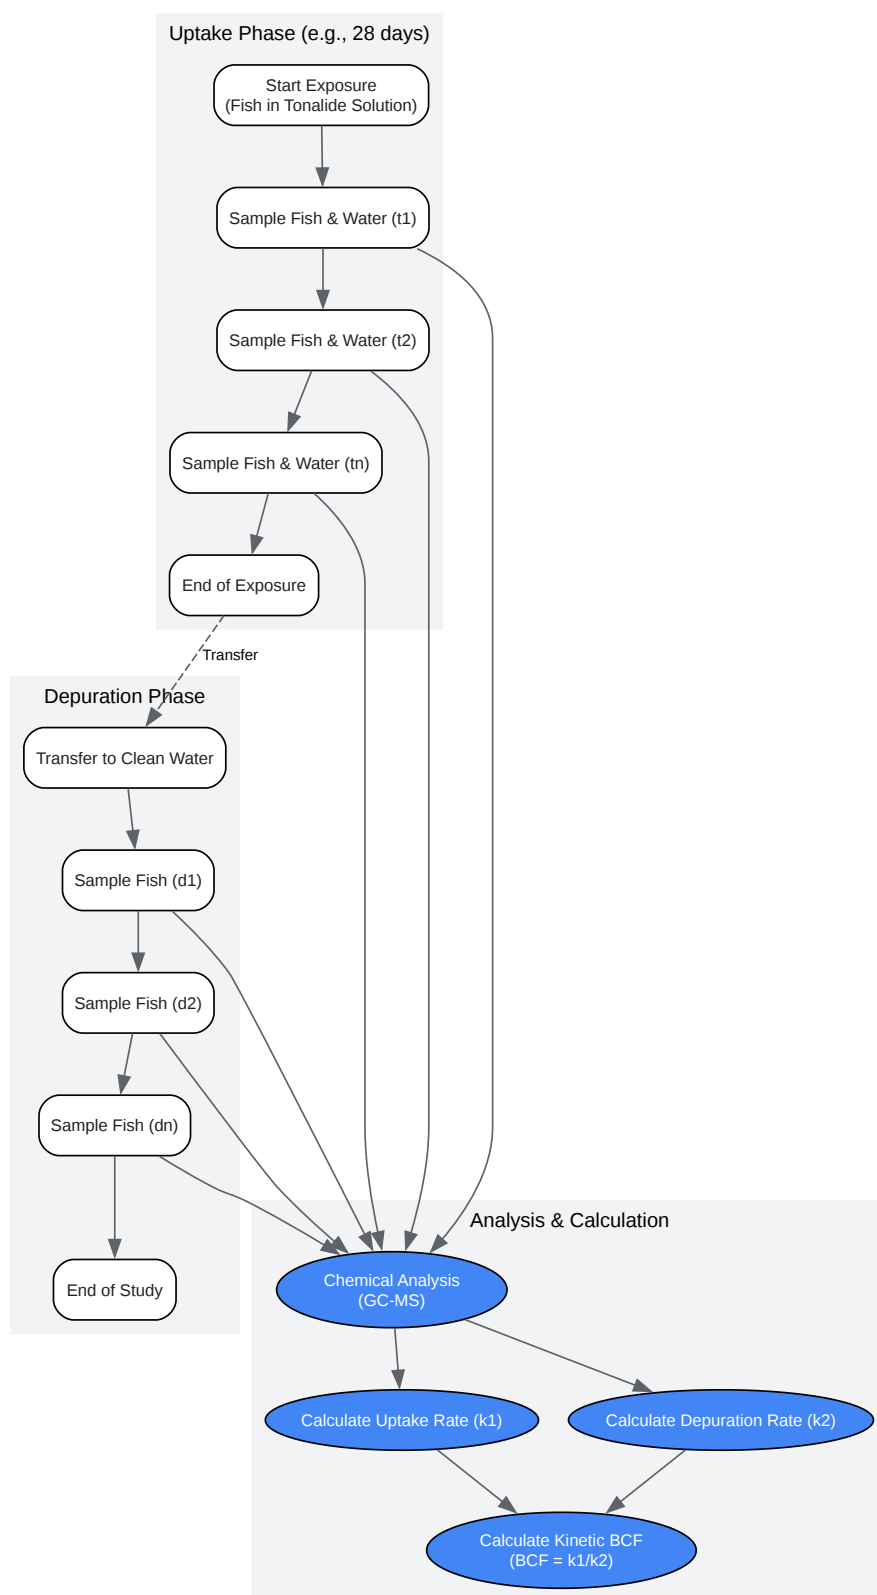 Uptake Phase (e.g., 28 days)
Start Exposure
(Fish in Tonalide Solution)
Sample Fish & Water (t1)
Sample Fish & Water (t2)
Sample Fish & Water (tn)
End of Exposure
Transfer
Depuration Phase
Transfer to Clean Water
Sample Fish (d1)
Sample Fish (d2)
Sample Fish (dn)
End of Study
Analysis & Calculation
Chemical Analysis
(GC-MS)
Calculate Uptake Rate (k1)
Calculate Depuration Rate (k2)
Calculate Kinetic BCF
(BCF = k1/k2)